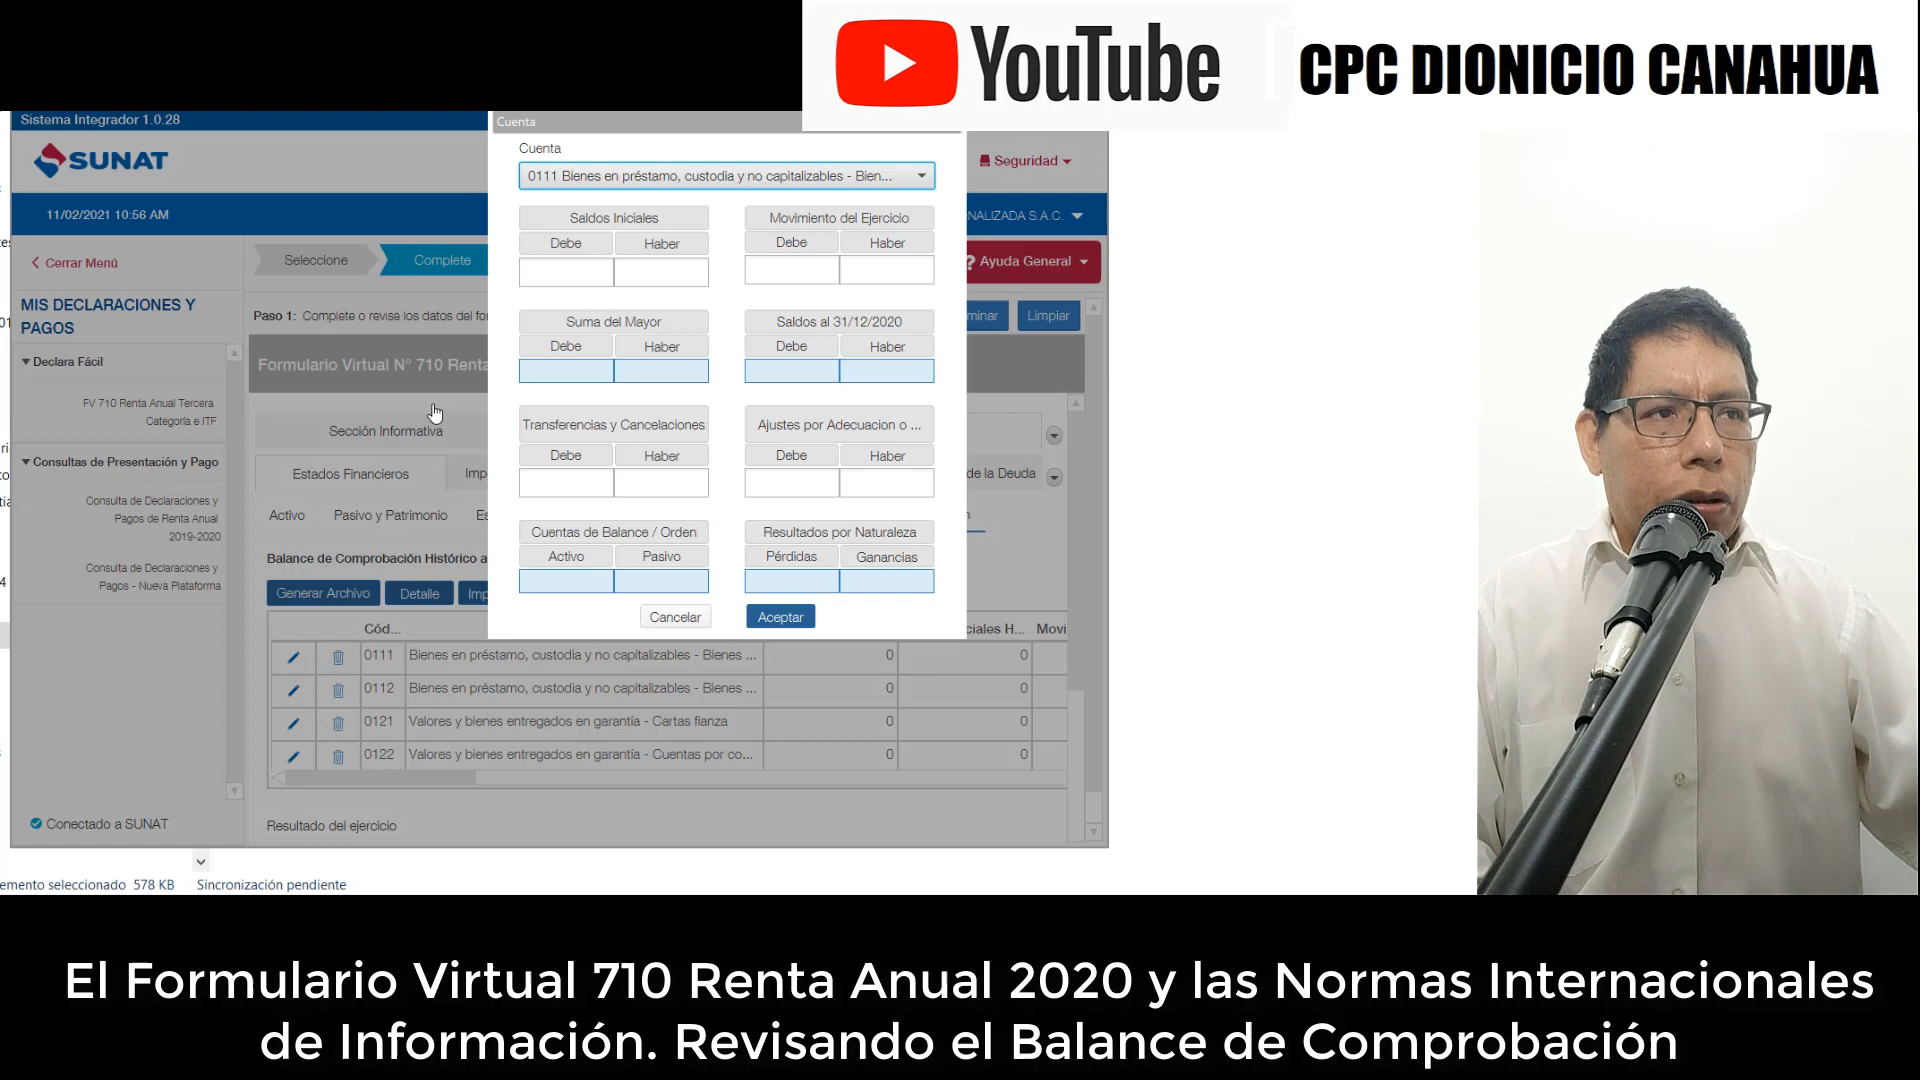 YouTube
CPC DIONICIO CANAHUA
Sistema Integrador 1.0.28
SUNAT
Seguridad
11/02/2021 10:56 AM
NALIZADA S.A.C.
Cerrar Menú
Seleccione
Complete
Ayuda General
MIS DECLARACIONES Y
PAGOS
Paso 1: Complete o revise los datos del for
minar
Limpiar
Declara Fácil
Formulario Virtual N° 710 Renta
FV 710 Renta Anual Tercera
Categoría e ITF
Sección Informativa
Consultas de Presentación y Pago
Estados Financieros
Imp
de la Deuda
Consulta de Declaraciones y
Pagos de Renta Anual
2019-2020
Activo
Pasivo y Patrimonio
Es
Consulta de Declaraciones y
Pagos - Nueva Plataforma
Balance de Comprobación Histórico a
Generar Archivo
Detalle
Imp
Cuenta
Cuenta
0111 Bienes en préstamo, custodia y no capitalizables - Bien...
Saldos Iniciales
Movimiento del Ejercicio
Debe Haber
Debe Haber
Suma del Mayor
Saldos al 31/12/2020
Debe Haber
Debe Haber
Transferencias y Cancelaciones
Ajustes por Adecuacion o ...
Debe Haber
Debe Haber
Cuentas de Balance / Orden
Resultados por Naturaleza
Activo Pasivo
Pérdidas Ganancias
Cancelar
Aceptar
Cód...
ciales H...
Movi
0111 Bienes en préstamo, custodia y no capitalizables - Bienes ... 0 0
0112 Bienes en préstamo, custodia y no capitalizables - Bienes ... 0 0
0121 Valores y bienes entregados en garantía - Cartas fianza 0 0
0122 Valores y bienes entregados en garantía - Cuentas por co... 0 0
Conectado a SUNAT
Resultado del ejercicio
emento seleccionado 578 KB
Sincronización pendiente
El Formulario Virtual 710 Renta Anual 2020 y las Normas Internacionales
de Información. Revisando el Balance de Comprobación